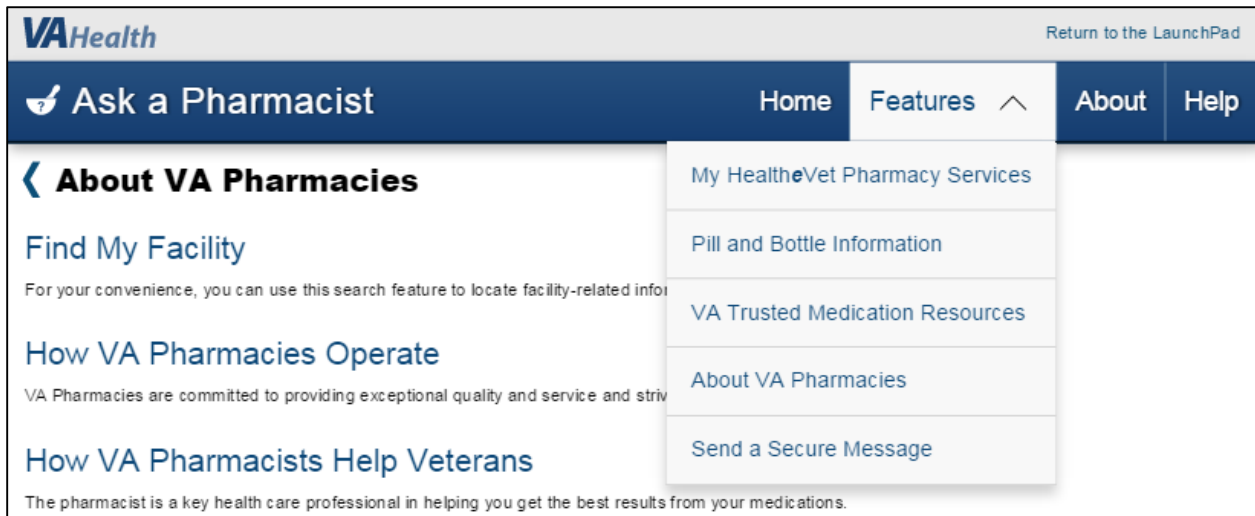 VA Health
Return to the LaunchPad
? Ask a Pharmacist
Home
Features
About
Help
About VA Pharmacies
Find My Facility
For your convenience, you can use this search feature to locate facility-related
How VA Pharmacies Operate
VA Pharmacies are committed to providing exceptional quality and service and
How VA Pharmacists Help Veterans
The pharmacist is a key health care professional in helping you get the best results from your medications.
My HealtheVet Pharmacy Services
Pill and Bottle Information
VA Trusted Medication Resources
About VA Pharmacies
Send a Secure Message